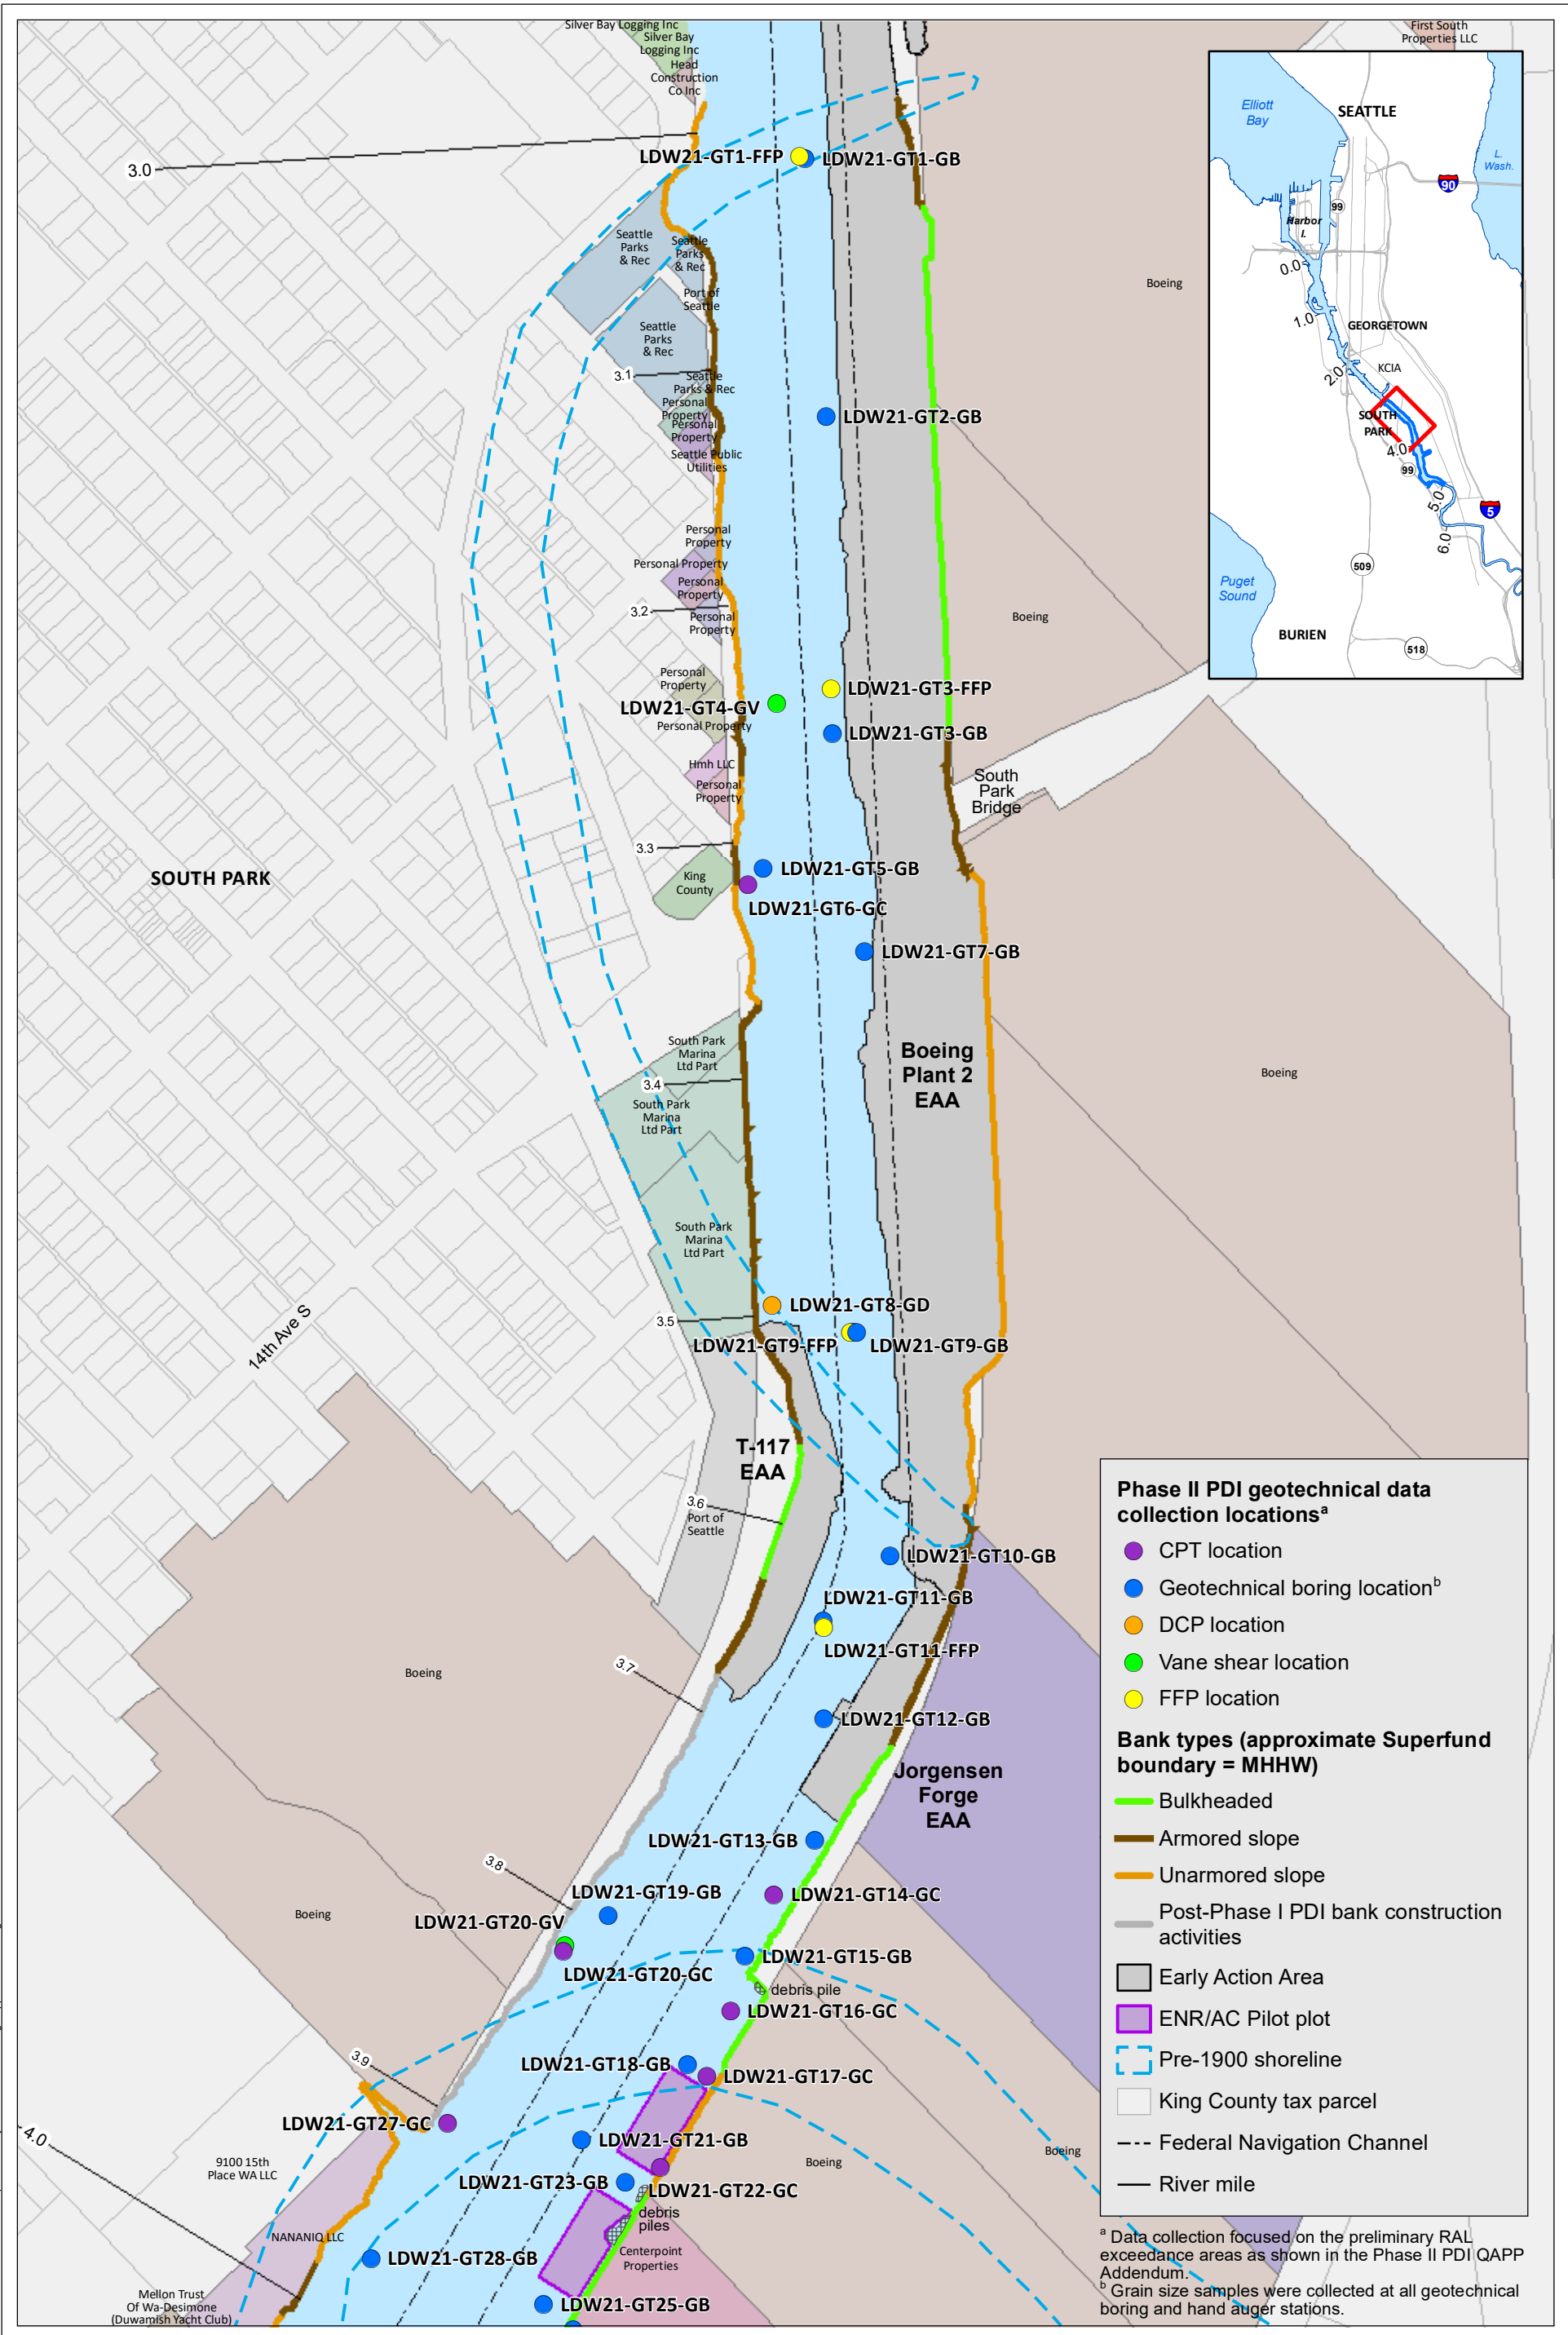 Silver Bay Logging Inc
Silver Bay
Logging Inc
Head
Construction
Co Inc
First South
Properties LLC
3.0
LDW21-GT1-FFP
LDW21-GT1-GB
Seattle
Parks
& Rec
Seattle
Parks
& Rec
Port of
Seattle
Boeing
Seattle
Parks
& Rec
3.1
Seattle
Parks & Rec
Personal
Property
Personal
Property
Seattle Public
Utilities
LDW21-GT2-GB
Personal
Property
Personal Property
Personal
Property
3.2
Personal
Property
Boeing
Personal
Property
LDW21-GT3-FFP
LDW21-GT4-GV
Personal Property
LDW21-GT3-GB
Hmh LLC
Personal
Property
South
Park
Bridge
3.3
King
County
LDW21-GT5-GB
LDW21-GT6-GC
SOUTH PARK
LDW21-GT7-GB
South Park
Marina
Ltd Part
Boeing
Plant 2
EAA
Boeing
3.4
South Park
Marina
Ltd Part
South Park
Marina
Ltd Part
14th Ave S
3.5
LDW21-GT8-GD
LDW21-GT9-FFP
LDW21-GT9-GB
T-117
EAA
3.6
Port of
Seattle
LDW21-GT10-GB
LDW21-GT11-GB
LDW21-GT11-FFP
Boeing
3.7
LDW21-GT12-GB
Jorgensen
Forge
EAA
LDW21-GT13-GB
3.8
LDW21-GT14-GC
LDW21-GT19-GB
Boeing
LDW21-GT20-GV
LDW21-GT15-GB
LDW21-GT20-GC
debris pile
LDW21-GT16-GC
3.9
LDW21-GT18-GB
LDW21-GT17-GC
LDW21-GT27-GC
4.0
LDW21-GT21-GB
Boeing
Boeing
9100 15th
Place WA LLC
LDW21-GT23-GB
LDW21-GT22-GC
debris
piles
NANANIQ LLC
Centerpoint
Properties
LDW21-GT28-GB
Mellon Trust
Of Wa-Desimone
(Duwamish Yacht Club)
LDW21-GT25-GB
Elliott
Bay
SEATTLE
L.
Wash.
90
99
Harbor
I.
0.0
1.0
GEORGETOWN
2.0
KCIA
SOUTH
PARK
4.0
99
5.0
5
6.0
509
Puget
Sound
BURIEN
518
Phase II PDI geotechnical data
collection locationsa
CPT location
Geotechnical boring locationb
DCP location
Vane shear location
FFP location
Bank types (approximate Superfund
boundary = MHHW)
Bulkheaded
Armored slope
Unarmored slope
Post-Phase I PDI bank construction
activities
Early Action Area
ENR/AC Pilot plot
Pre-1900 shoreline
King County tax parcel
Federal Navigation Channel
River mile
a Data collection focused on the preliminary RAL
exceedance areas as shown in the Phase II PDI QAPP
Addendum.
b Grain size samples were collected at all geotechnical
boring and hand auger stations.